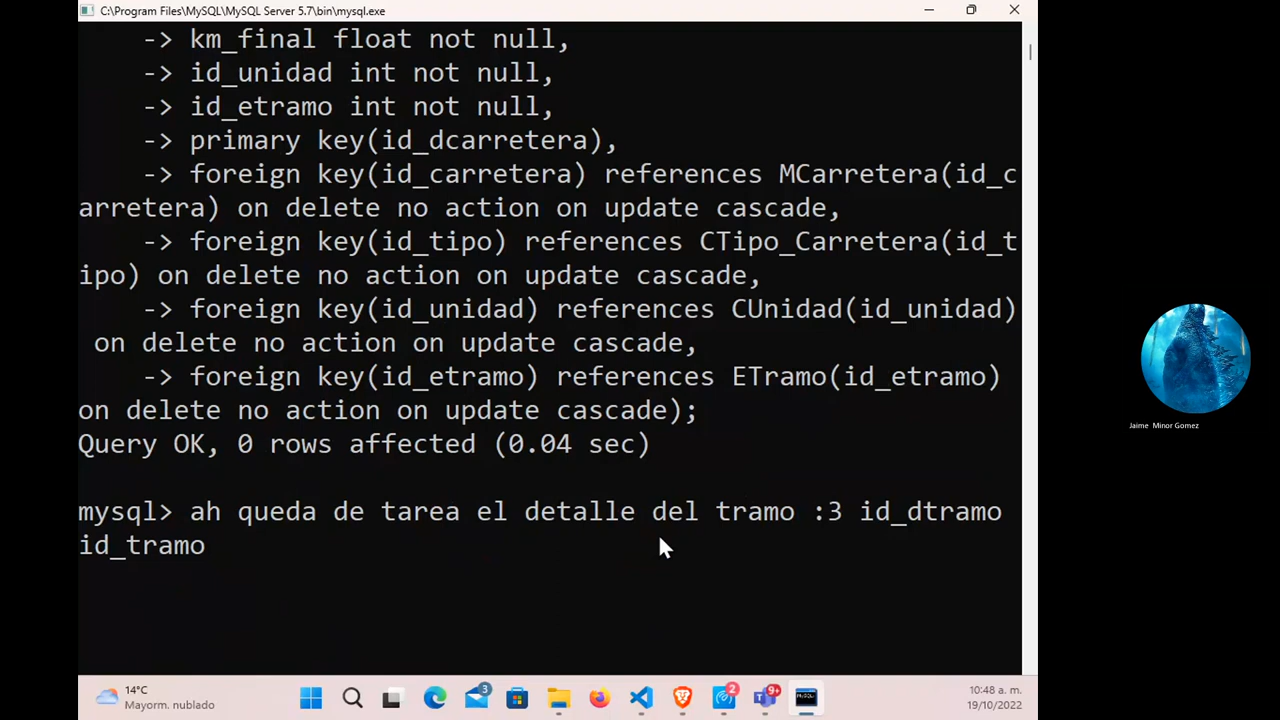 C:\Program Files\MySQL\MySQL Server 5.7\bin\mysql.exe
-> km_final float not null,
-> id_unidad int not null,
-> id_etramo int not null,
-> primary key(id_dcarretera),
-> foreign key(id_carretera) references MCarretera(id_c
arretera) on delete no action on update cascade,
-> foreign key(id_tipo) references CTipo_Carretera(id_t
ipo) on delete no action on update cascade,
-> foreign key(id_unidad) references CUnidad(id_unidad)
on delete no action on update cascade,
-> foreign key(id_etramo) references ETramo(id_etramo)
on delete no action on update cascade);
Query OK, 0 rows affected (0.04 sec)
mysql> ah queda de tarea el detalle del tramo :3 id_dtramo
id_tramo
Jaime Minor Gomez
14°C
Mayorm. nublado
3
2
9+
10:48 a. m.
19/10/2022